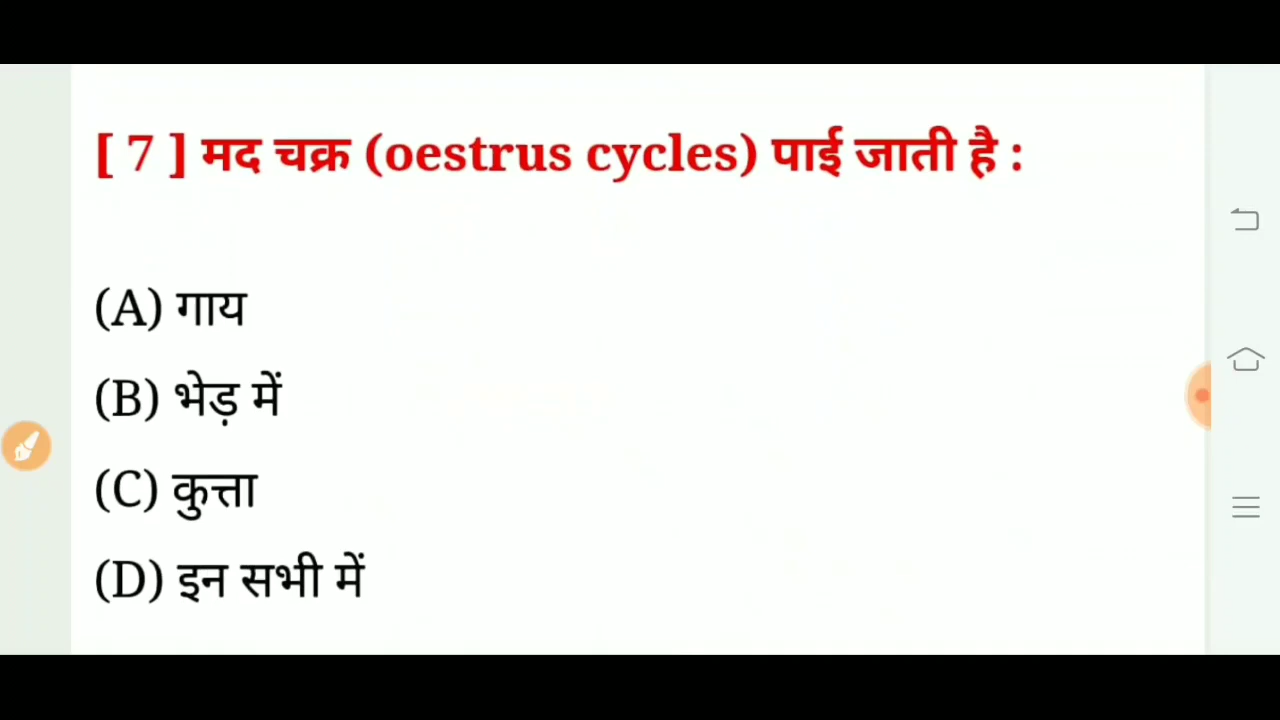 [ 7 ] मद चक्र (oestrus cycles) पाई जाती है :
(A) गाय
(B) भेड़ में
(C) कुत्ता
(D) इन सभी में